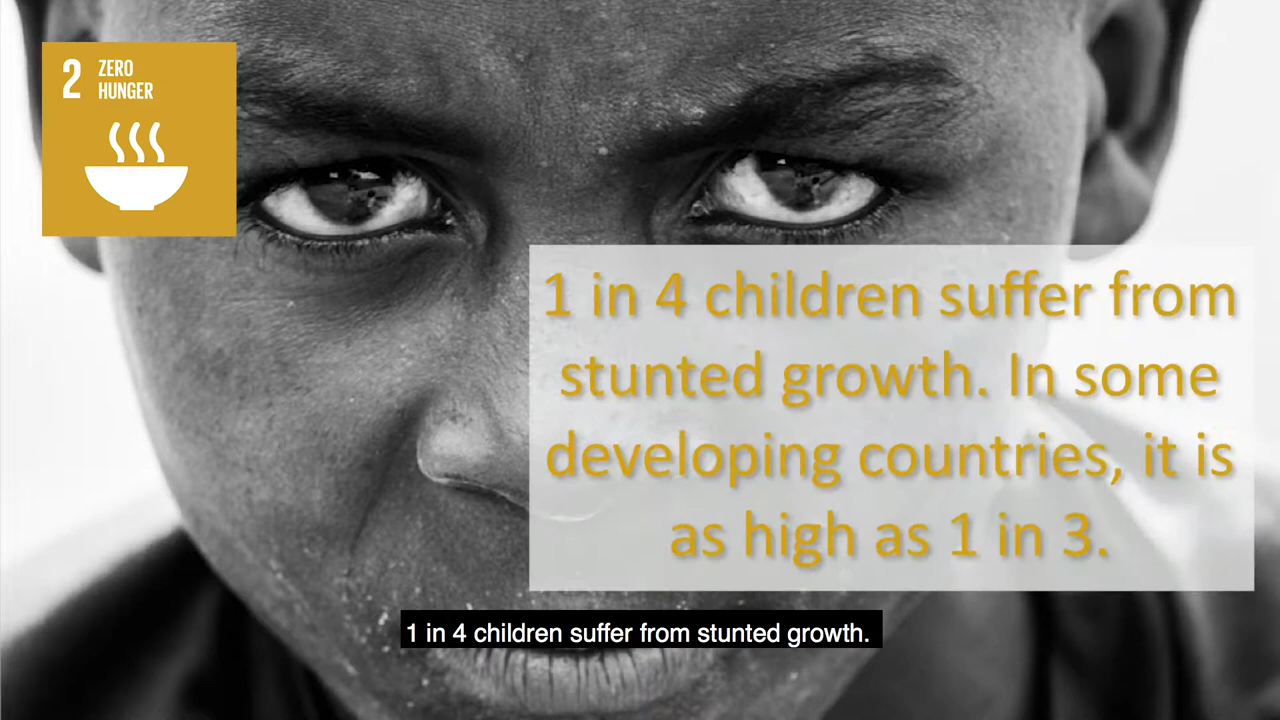 2 ZERO
HUNGER
1 in 4 children suffer from
stunted growth. In some
developing countries, it is
as high as 1 in 3.
1 in 4 children suffer from stunted growth.